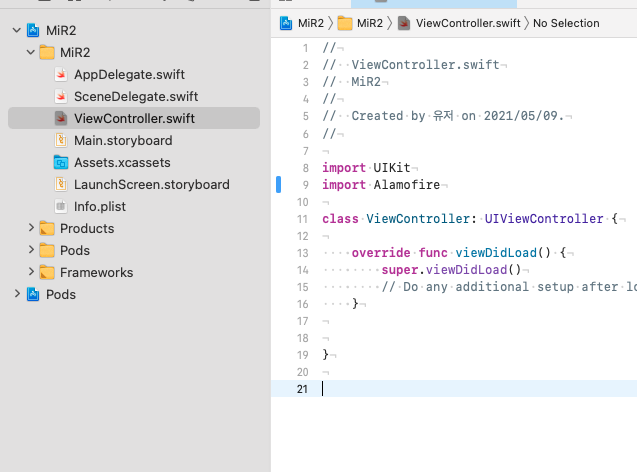 MiR2
MiR2
AppDelegate.swift
SceneDelegate.swift
ViewController.swift
Main.storyboard
Assets.xcassets
LaunchScreen.storyboard
Info.plist
Products
Pods
Frameworks
Pods
MiR2 > MiR2 > ViewController.swift > No Selection
1 //
2 // ViewController.swift
3 // MiR2
4 //
5 // Created by 유저 on 2021/05/09.
6 //
7
8 import UIKit
9 import Alamofire
10
11 class ViewController: UIViewController {
12
13 override func viewDidLoad() {
14 super.viewDidLoad()
15 // Do any additional setup after lo
16 }
17
18
19 }
20
21